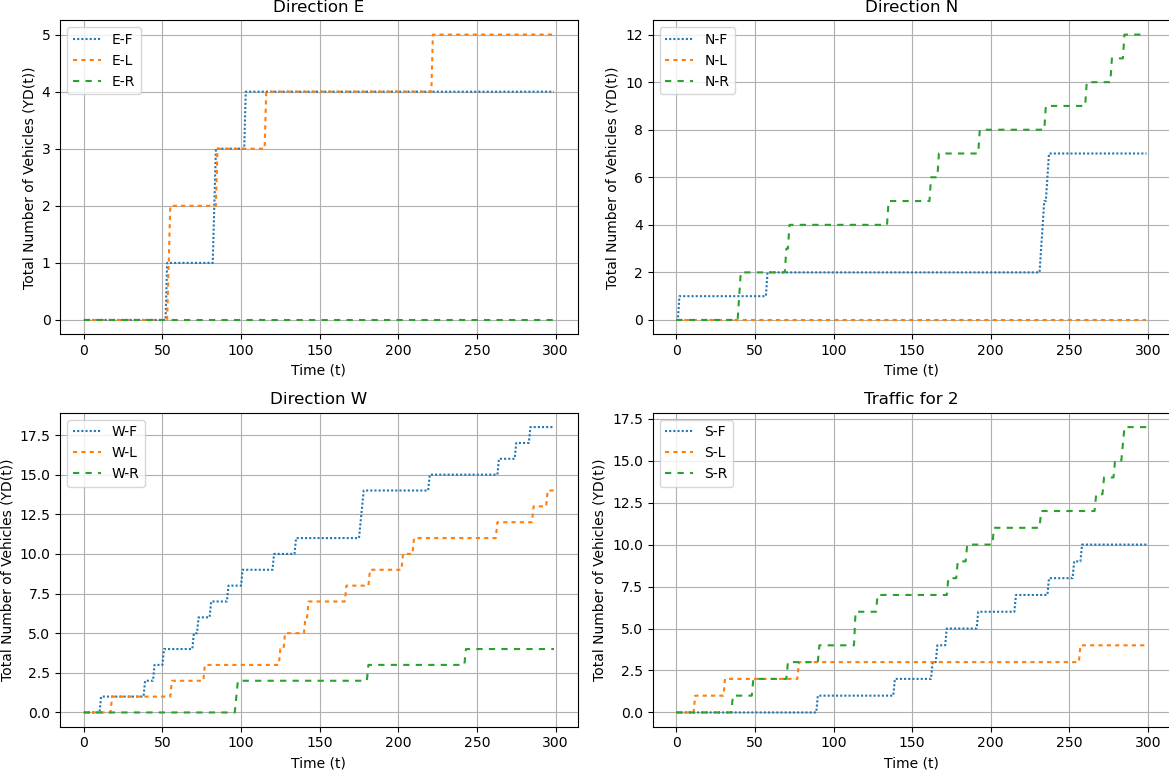 Direction E
E-F
E-L
E-R
Total Number of Vehicles (YD(t))
5
4
3
2
1
0
0 50 100 150 200 250 300
Time (t)
Direction N
N-F
N-L
N-R
Total Number of Vehicles (YD(t))
12
10
8
6
4
2
0
0 50 100 150 200 250 300
Time (t)
Direction W
W-F
W-L
W-R
Total Number of Vehicles (YD(t))
17.5
15.0
12.5
10.0
7.5
5.0
2.5
0.0
0 50 100 150 200 250 300
Time (t)
Traffic for 2
S-F
S-L
S-R
Total Number of Vehicles (YD(t))
17.5
15.0
12.5
10.0
7.5
5.0
2.5
0.0
0 50 100 150 200 250 300
Time (t)